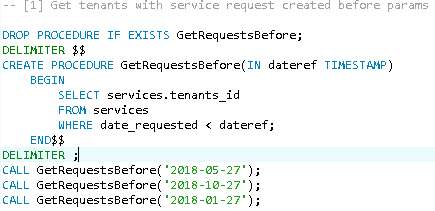 -- [1] Get tenants with service request created before params
DROP PROCEDURE IF EXISTS GetRequestsBefore;
DELIMITER $$
CREATE PROCEDURE GetRequestsBefore(IN dateref TIMESTAMP)
BEGIN
SELECT services.tenants_id
FROM services
WHERE date_requested < dateref;
END$$
DELIMITER ;
CALL GetRequestsBefore('2018-05-27');
CALL GetRequestsBefore('2018-10-27');
CALL GetRequestsBefore('2018-01-27');